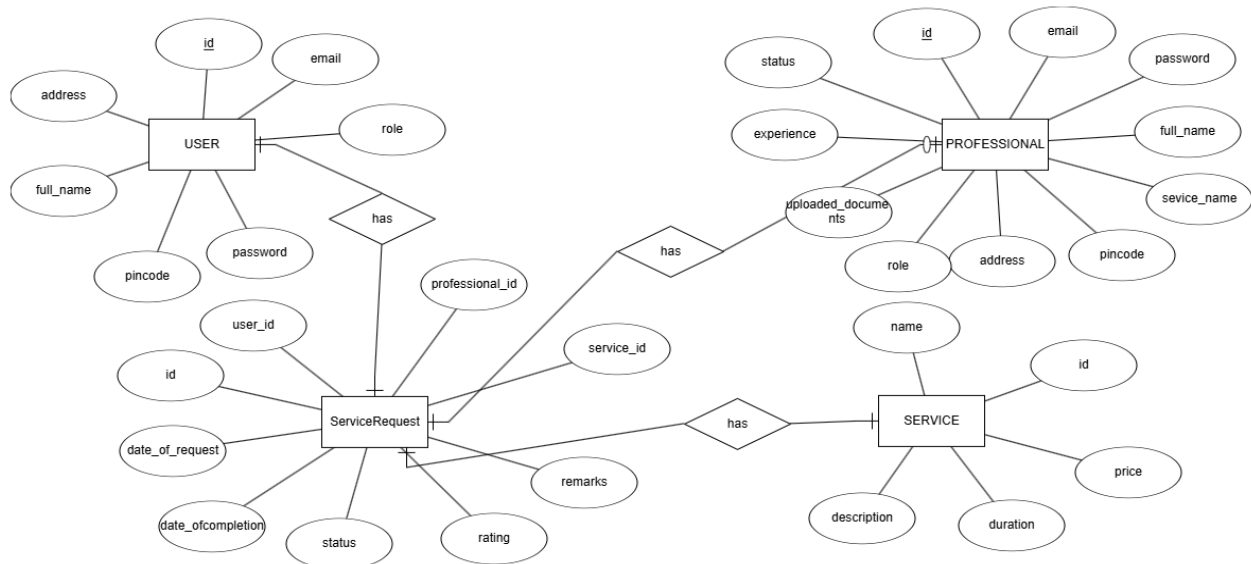 id
email
address
role
USER
full_name
password
pincode
has
id
email
status
password
experience
full_name
PROFESSIONAL
uploaded_docume
nts
sevice_name
role
address
pincode
has
professional_id
user_id
service_id
id
ServiceRequest
date_of_request
remarks
date_ofcompletion
status
rating
has
name
id
SERVICE
price
description
duration